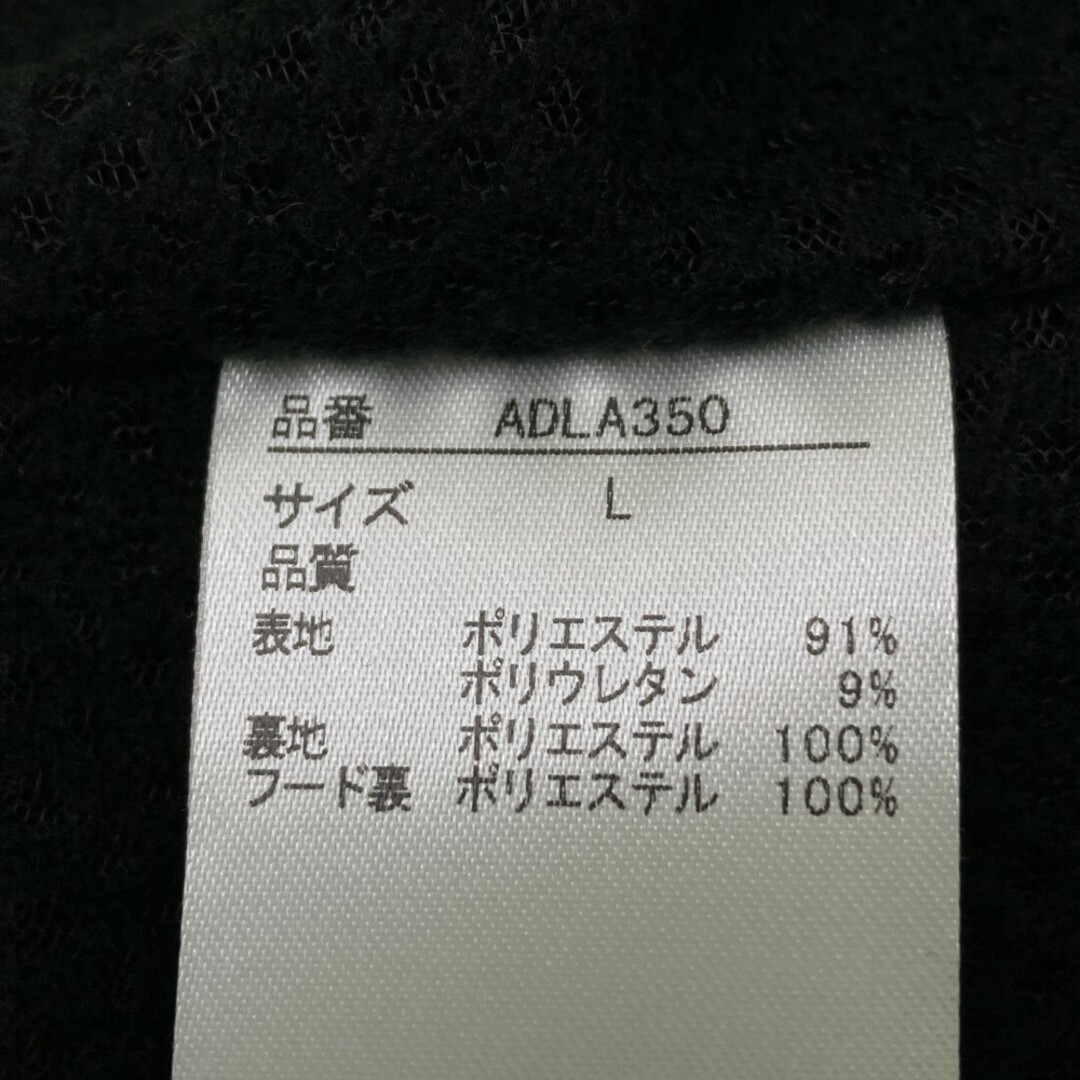 品番 ADLA350
サイズ L
品質
表地 ポリエステル 91%
ポリウレタン 9%
裏地 ポリエステル 100%
フード裏 ポリエステル 100%